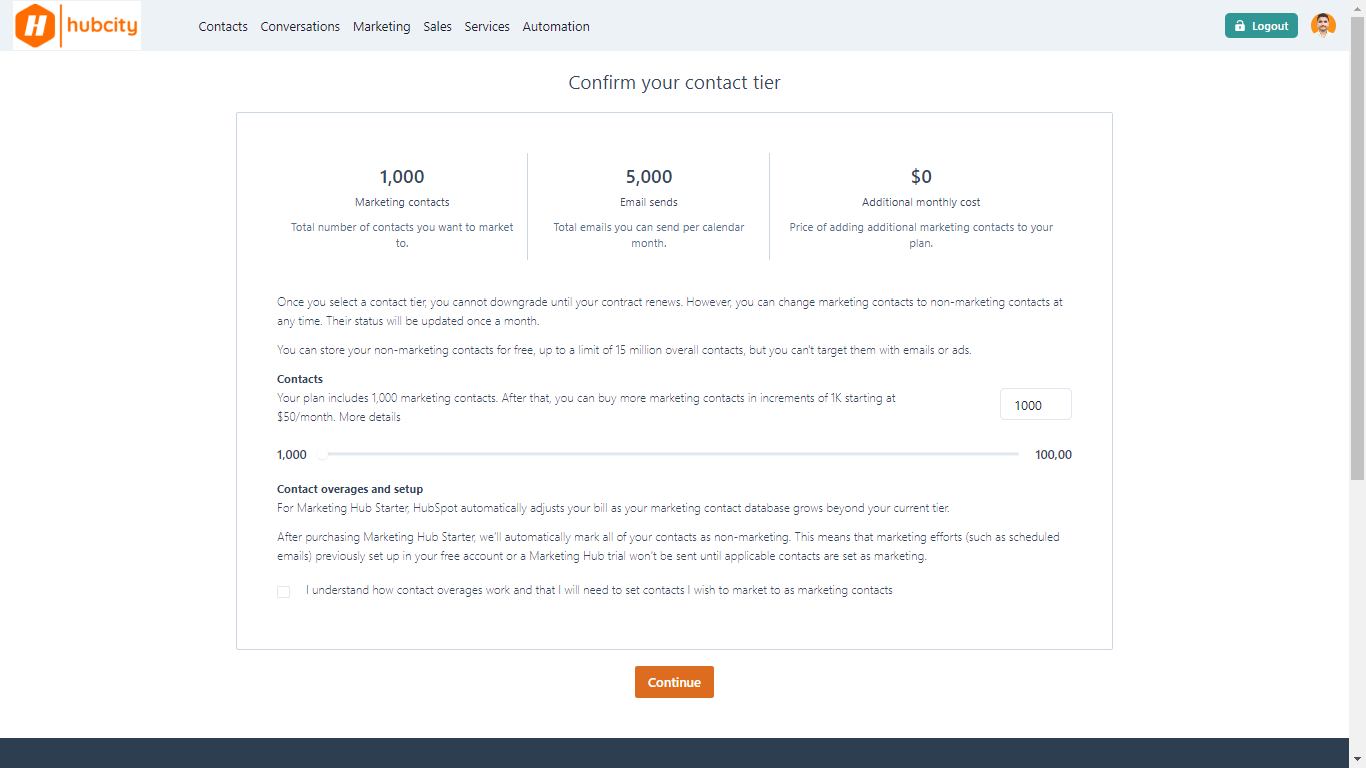 H hubcity
Contacts Conversations Marketing Sales Services Automation
Logout
Confirm your contact tier
1,000
Marketing contacts
Total number of contacts you want to market
to.
5,000
Email sends
Total emails you can send per calendar
month.
$0
Additional monthly cost
Price of adding additional marketing contacts to your
plan.
Once you select a contact tier, you cannot downgrade until your contract renews. However, you can change marketing contacts to non-marketing contacts at
any time. Their status will be updated once a month.
You can store your non-marketing contacts for free, up to a limit of 15 million overall contacts, but you can't target them with emails or ads.
Contacts
Your plan includes 1,000 marketing contacts. After that, you can buy more marketing contacts in increments of 1K starting at
$50/month. More details
1000
1,000
100,00
Contact overages and setup
For Marketing Hub Starter, HubSpot automatically adjusts your bill as your marketing contact database grows beyond your current tier.
After purchasing Marketing Hub Starter, we'll automatically mark all of your contacts as non-marketing. This means that marketing efforts (such as scheduled
emails) previously set up in your free account or a Marketing Hub trial won't be sent until applicable contacts are set as marketing.
I understand how contact overages work and that I will need to set contacts I wish to market to as marketing contacts
Continue